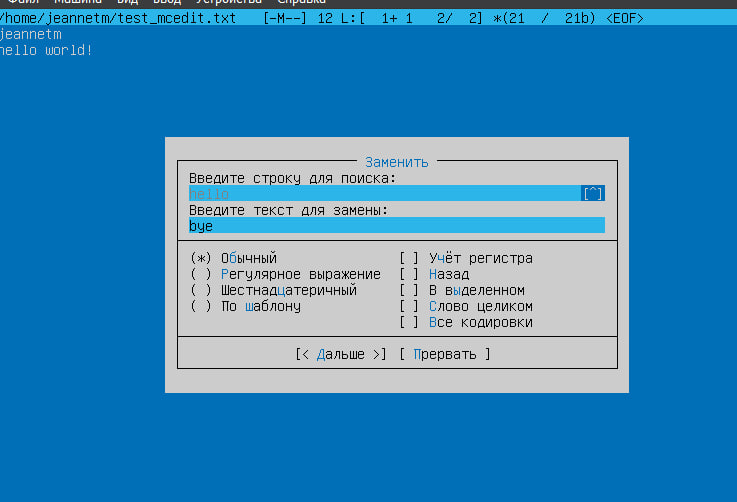 Файл Машина Вид Ввод Устройства Справка
/home/jeannetm/test_mcedit.txt [-M--] 12 L:[ 1+ 1 2/ 2] *(21 / 21b) <EOF>
jeannetm
hello world!
Заменить
Введите строку для поиска:
hello [^]
Введите текст для замены:
bye
(*) Обычный [ ] Учёт регистра
( ) Регулярное выражение [ ] Назад
( ) Шестнадцатеричный [ ] В выделенном
( ) По шаблону [ ] Слово целиком
[ ] Все кодировки
[< Дальше >] [ Прервать ]